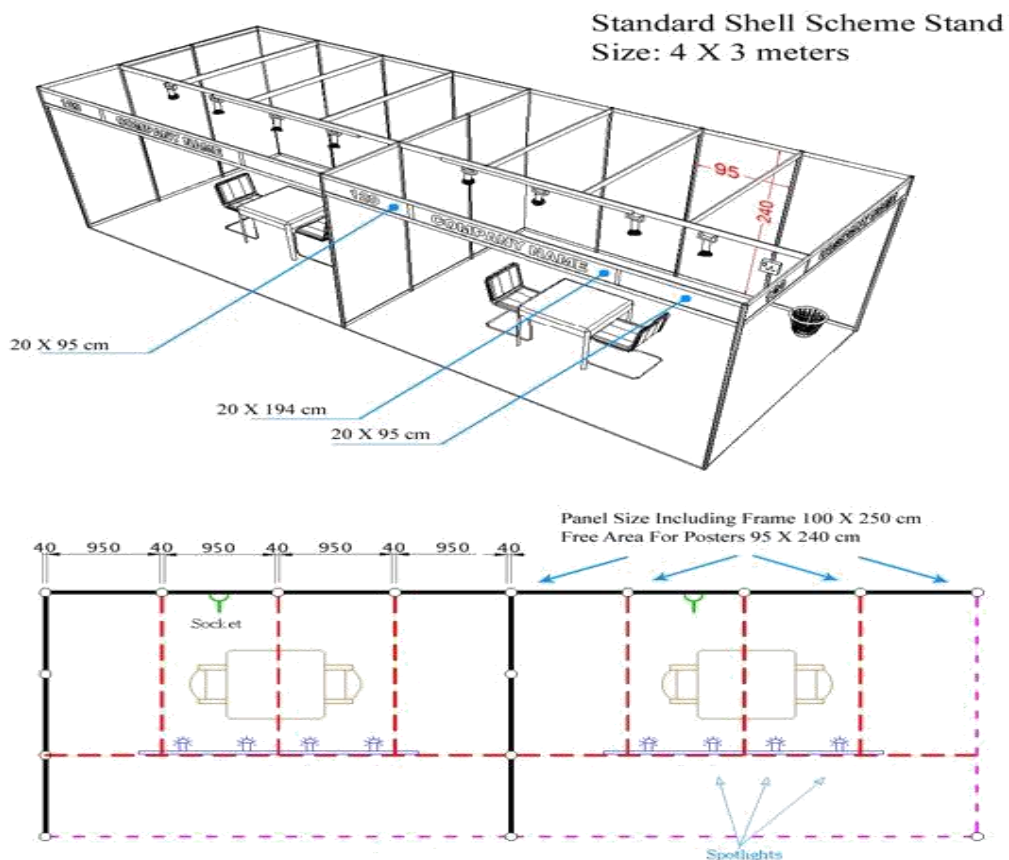 Standard Shell Scheme Stand
Size: 4 X 3 meters
120
COMPANY NAME
95
240
120
COMPANY NAME
20 X 95 cm
20 X 194 cm
20 X 95 cm
Panel Size Including Frame 100 X 250 cm
Free Area For Posters 95 X 240 cm
40 950 40 950 40 950 40 950 40
Socket
Spotlights